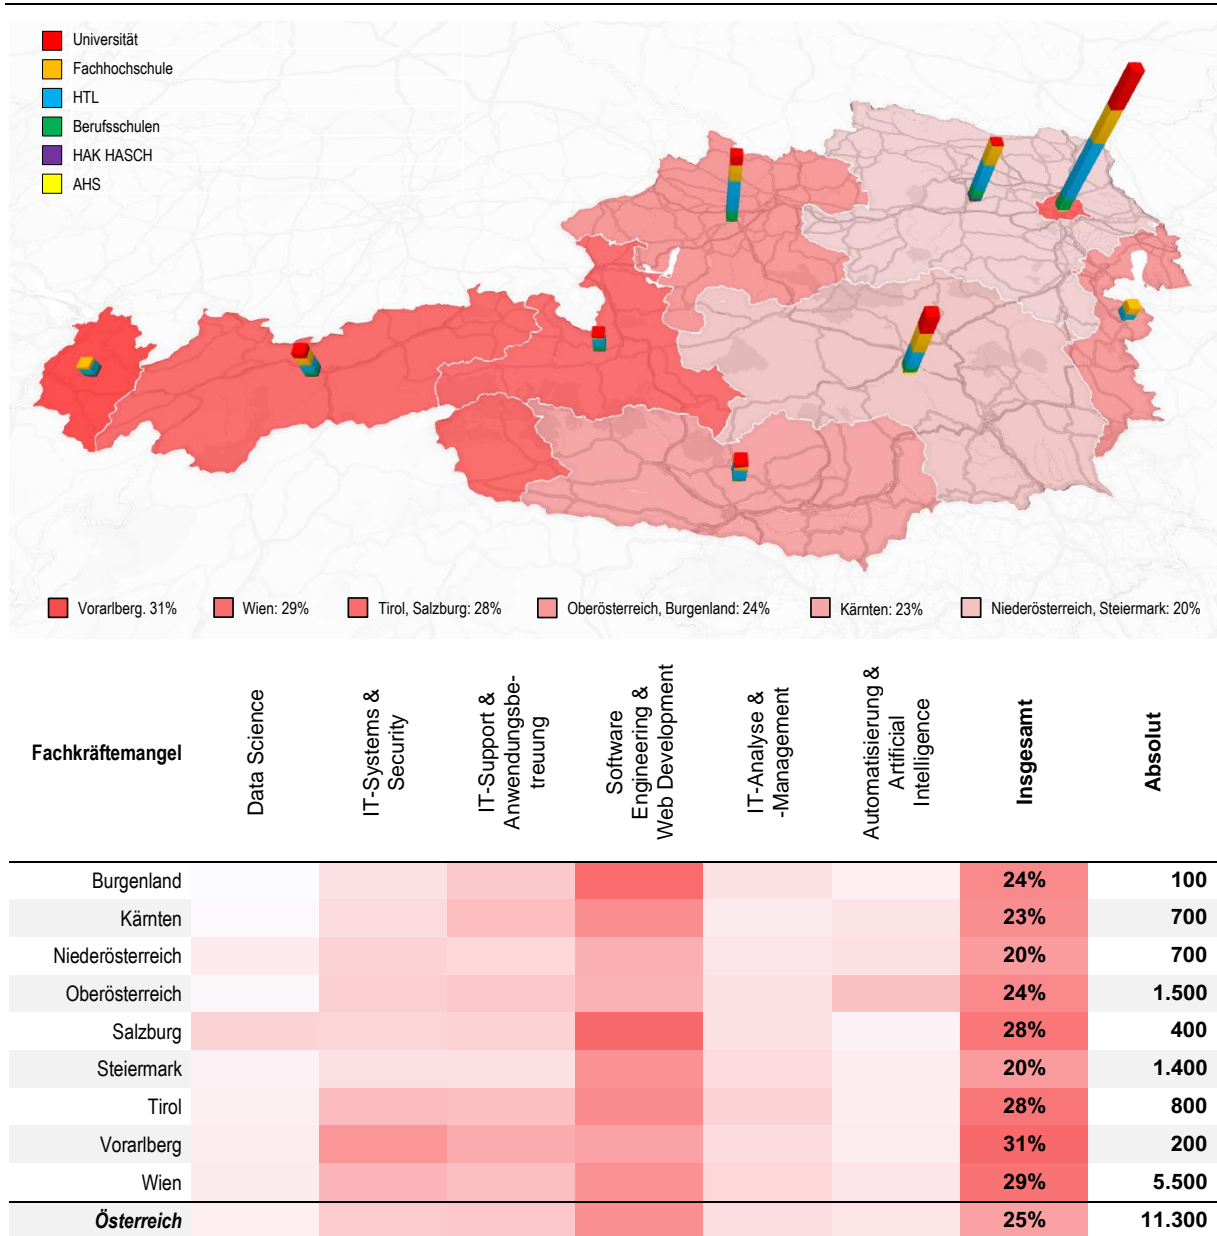 Universität
Fachhochschule
HTL
Berufsschulen
HAK HASCH
AHS
Vorarlberg. 31%
Wien: 29%
Tirol, Salzburg: 28%
Oberösterreich, Burgenland: 24%
Kärnten: 23%
Niederösterreich, Steiermark: 20%
Fachkräftemangel
Data Science
IT-Systems &
Security
IT-Support &
Anwendungsbe-
treuung
Software
Engineering &
Web Development
IT-Analyse &
-Management
Automatisierung &
Artificial
Intelligence
Insgesamt
Absolut
Burgenland 24% 100
Kärnten 23% 700
Niederösterreich 20% 700
Oberösterreich 24% 1.500
Salzburg 28% 400
Steiermark 20% 1.400
Tirol 28% 800
Vorarlberg 31% 200
Wien 29% 5.500
Österreich 25% 11.300